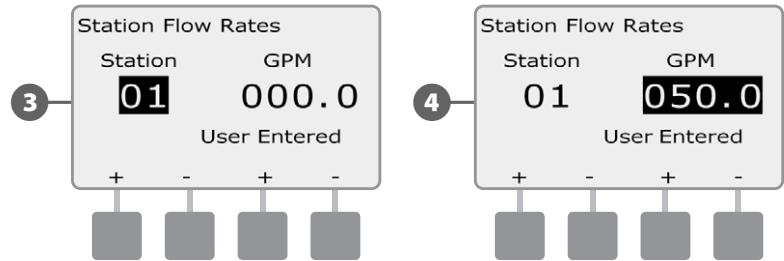 3
Station Flow Rates
Station GPM
01 000.0
User Entered
+ - + -
4
Station Flow Rates
Station GPM
01 050.0
User Entered
+ - + -